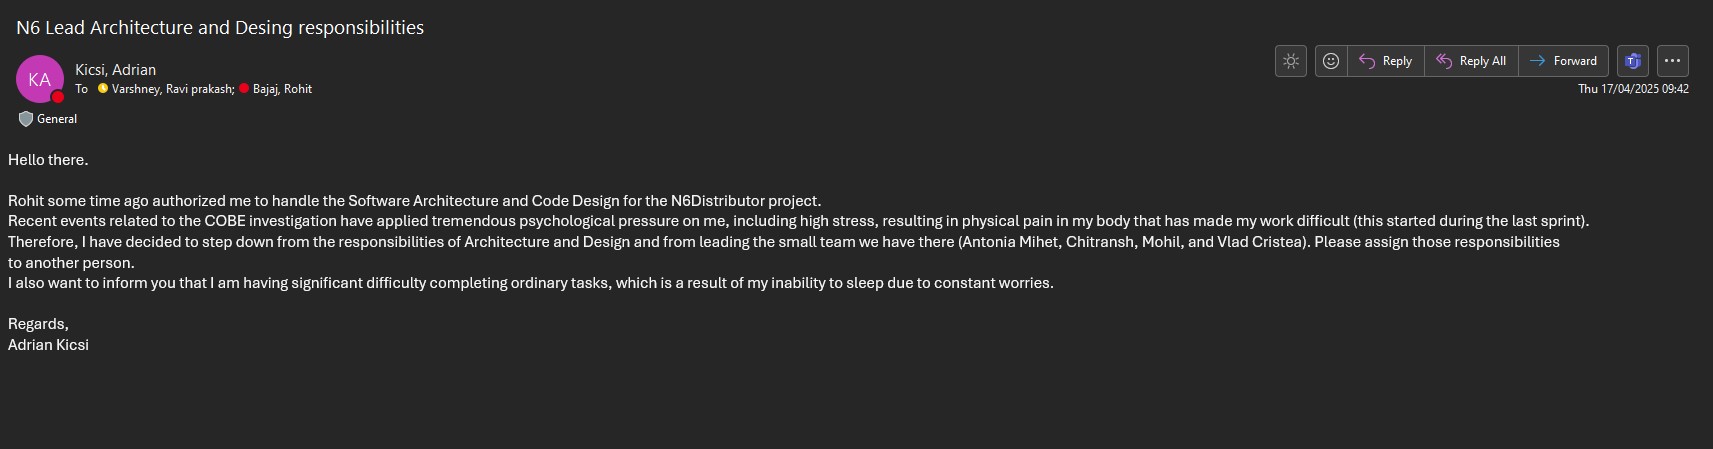 N6 Lead Architecture and Desing responsibilities
KA
Kicsi, Adrian
To Varshney, Ravi prakash; Bajaj, Rohit
Reply
Reply All
Forward
Thu 17/04/2025 09:42
General
Hello there.
Rohit some time ago authorized me to handle the Software Architecture and Code Design for the N6Distributor project.
Recent events related to the COBE investigation have applied tremendous psychological pressure on me, including high stress, resulting in physical pain in my body that has made my work difficult (this started during the last sprint).
Therefore, I have decided to step down from the responsibilities of Architecture and Design and from leading the small team we have there (Antonia Mihet, Chitransh, Mohil, and Vlad Cristea). Please assign those responsibilities
to another person.
I also want to inform you that I am having significant difficulty completing ordinary tasks, which is a result of my inability to sleep due to constant worries.
Regards,
Adrian Kicsi